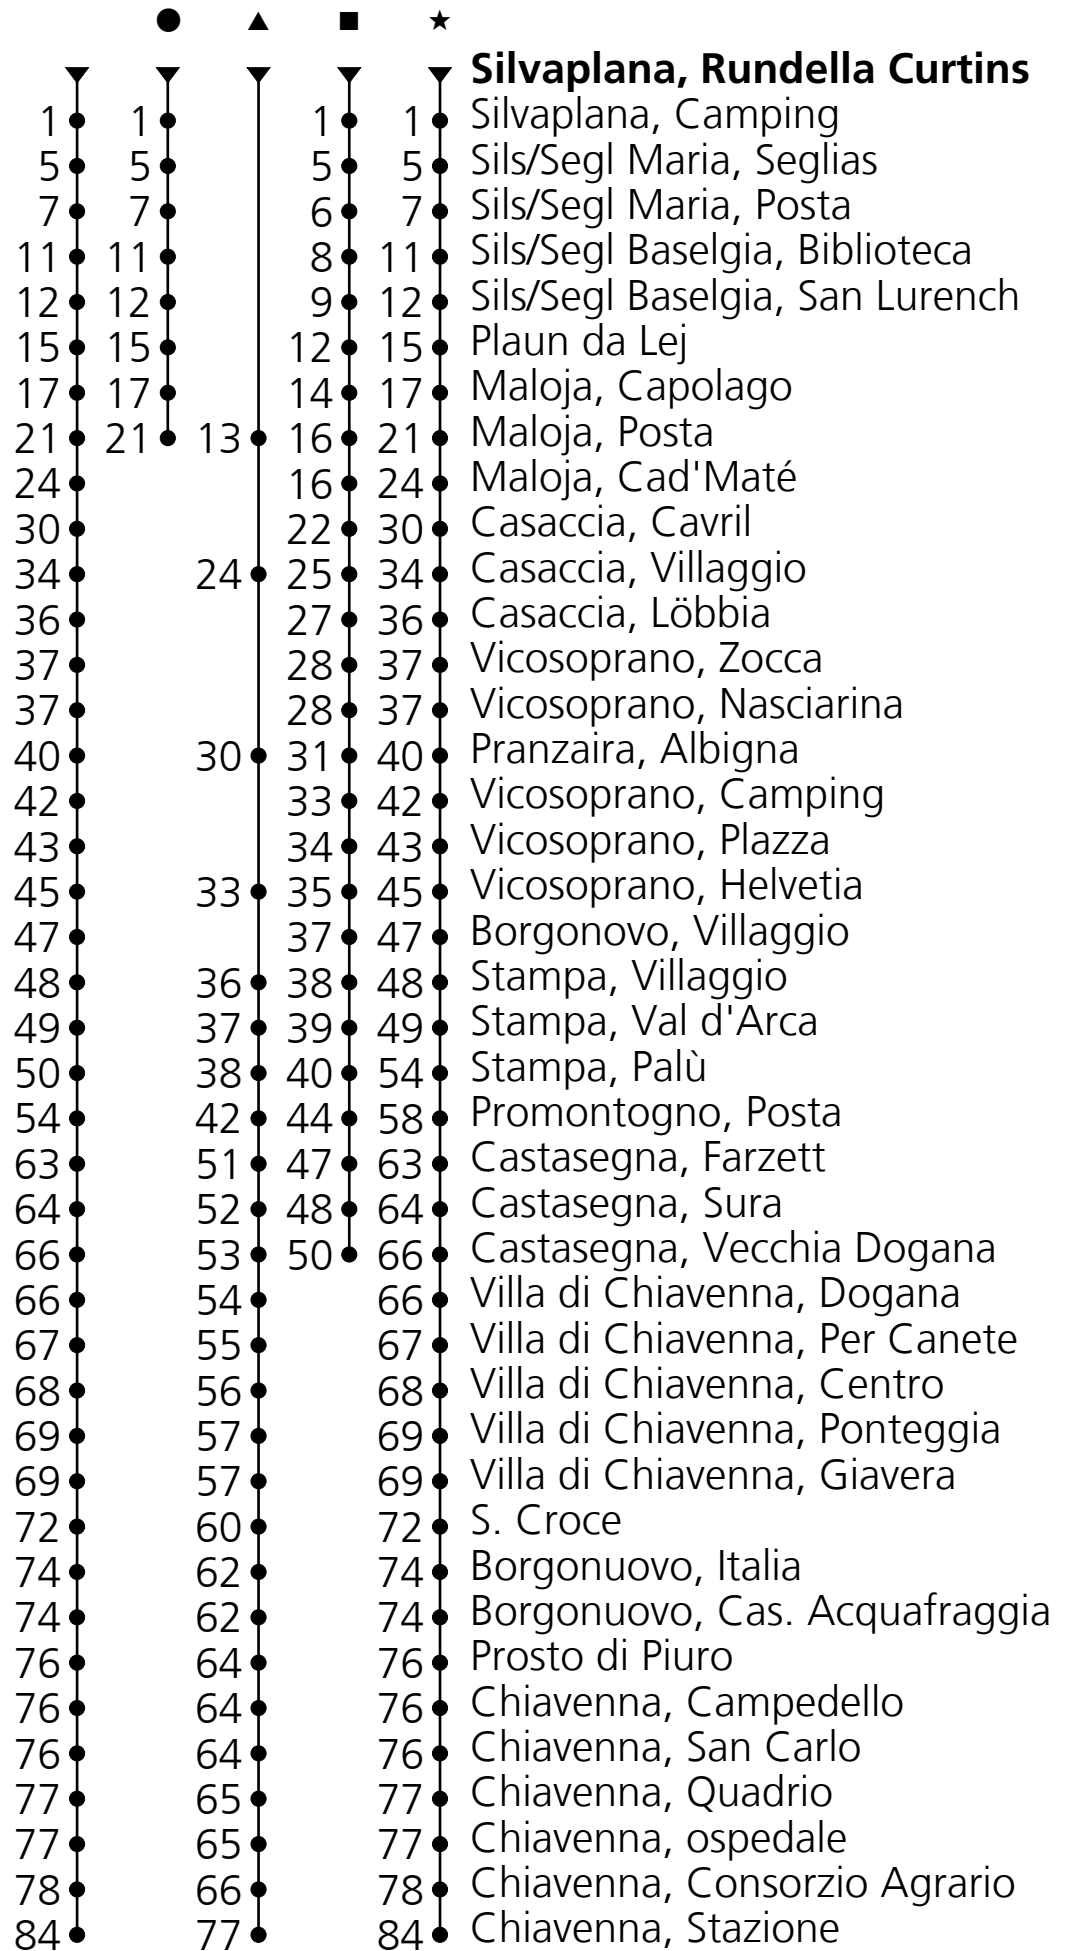 ● ▲ ■ ★
Silvaplana, Rundella Curtins
1 1 1 1 Silvaplana, Camping
5 5 5 5 Sils/Segl Maria, Seglias
7 7 6 7 Sils/Segl Maria, Posta
11 11 8 11 Sils/Segl Baselgia, Biblioteca
12 12 9 12 Sils/Segl Baselgia, San Lurench
15 15 12 15 Plaun da Lej
17 17 14 17 Maloja, Capolago
21 21 13 16 21 Maloja, Posta
24 16 24 Maloja, Cad'Maté
30 22 30 Casaccia, Cavril
34 24 25 34 Casaccia, Villaggio
36 27 36 Casaccia, Löbbia
37 28 37 Vicosoprano, Zocca
37 28 37 Vicosoprano, Nasciarina
40 30 31 40 Pranzaira, Albigna
42 33 42 Vicosoprano, Camping
43 34 43 Vicosoprano, Plazza
45 33 35 45 Vicosoprano, Helvetia
47 37 47 Borgonovo, Villaggio
48 36 38 48 Stampa, Villaggio
49 37 39 49 Stampa, Val d'Arca
50 38 40 54 Stampa, Palù
54 42 44 58 Promontogno, Posta
63 51 47 63 Castasegna, Farzett
64 52 48 64 Castasegna, Sura
66 53 50 66 Castasegna, Vecchia Dogana
66 54 66 Villa di Chiavenna, Dogana
67 55 67 Villa di Chiavenna, Per Canete
68 56 68 Villa di Chiavenna, Centro
69 57 69 Villa di Chiavenna, Ponteggia
69 57 69 Villa di Chiavenna, Giavera
72 60 72 S. Croce
74 62 74 Borgonuovo, Italia
74 62 74 Borgonuovo, Cas. Acquafraggia
76 64 76 Prosto di Piuro
76 64 76 Chiavenna, Campedello
76 64 76 Chiavenna, San Carlo
77 65 77 Chiavenna, Quadrio
77 65 77 Chiavenna, ospedale
78 66 78 Chiavenna, Consorzio Agrario
84 77 84 Chiavenna, Stazione